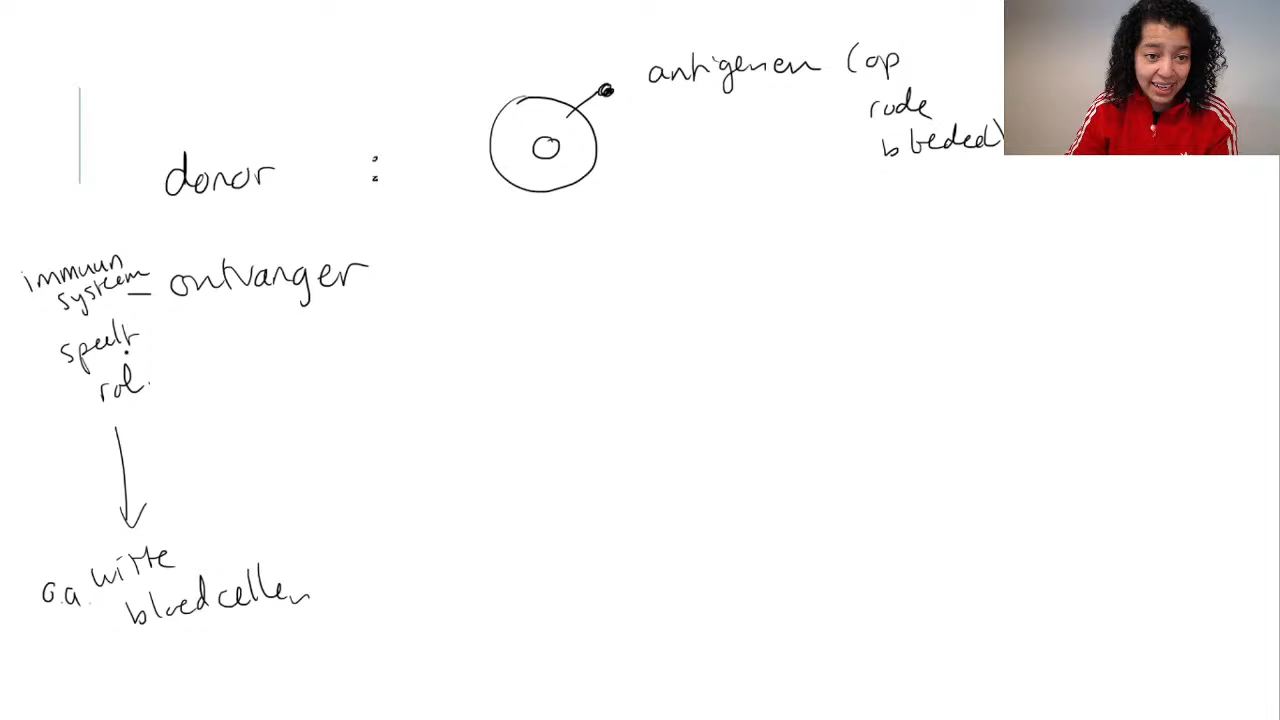 antigenen (op
rode
bloedcel
donor :
immuun
systeem
– ontvanger
speelt
rol.
o.a. witte
bloedcellen